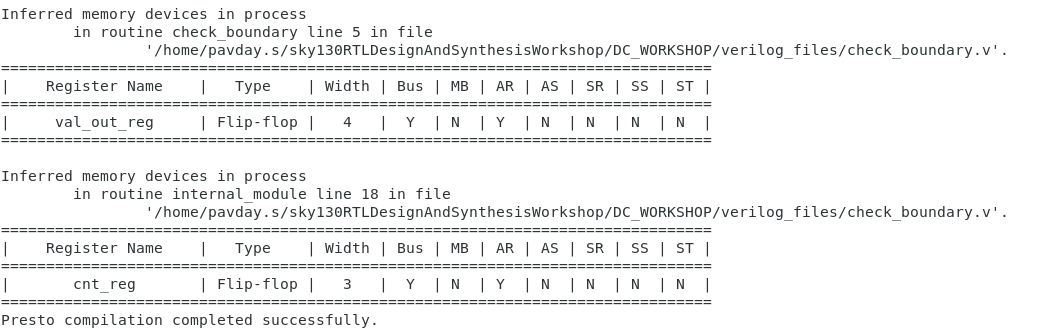 Inferred memory devices in process
        in routine check_boundary line 5 in file
                '/home/pavday.s/sky130RTLDesignAndSynthesisWorkshop/DC_WORKSHOP/verilog_files/check_boundary.v'.
===============================================================================
|    Register Name    |   Type    | Width | Bus | MB | AR | AS | SR | SS | ST |
===============================================================================
|     val_out_reg     | Flip-flop |   4   |  Y  | N  | Y  | N  | N  | N  | N  |
===============================================================================

Inferred memory devices in process
        in routine internal_module line 18 in file
                '/home/pavday.s/sky130RTLDesignAndSynthesisWorkshop/DC_WORKSHOP/verilog_files/check_boundary.v'.
===============================================================================
|    Register Name    |   Type    | Width | Bus | MB | AR | AS | SR | SS | ST |
===============================================================================
|       cnt_reg       | Flip-flop |   3   |  Y  | N  | Y  | N  | N  | N  | N  |
===============================================================================
Presto compilation completed successfully.